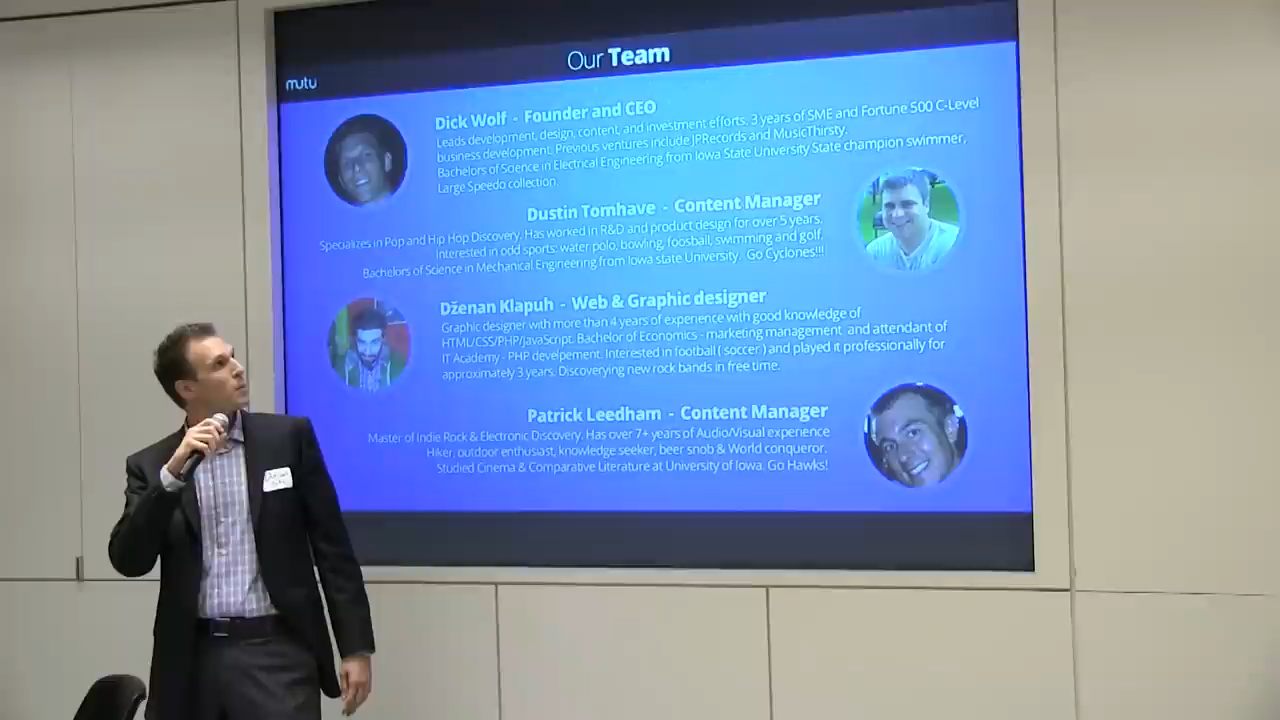 Our Team
mutu
Dick Wolf - Founder and CEO
Leads development, design, content, and investment efforts. 3 years of SME and Fortune 500 C-Level
business development. Previous ventures include JPRecords and MusicThirsty.
Bachelors of Science in Electrical Engineering from Iowa State University State champion swimmer,
Large Speedo collection
Dustin Tomhave - Content Manager
Specializes in Pop and Hip Hop Discovery. Has worked in R&D and product design for over 5 years.
Interested in odd sports: water polo, bowling, foosball, swimming and golf.
Bachelors of Science in Mechanical Engineering from Iowa state University. Go Cyclones!!!
Dženan Klapuh - Web & Graphic designer
Graphic designer with more than 4 years of experience with good knowledge of
HTML/CSS/PHP/JavaScript. Bachelor of Economics - marketing management and attendant of
IT Academy - PHP develpement. Interested in football ( soccer ) and played it professionally for
approximately 3 years. Discoverying new rock bands in free time.
Patrick Leedham - Content Manager
Master of Indie Rock & Electronic Discovery. Has over 7+ years of Audio/Visual experience
Hiker, outdoor enthusiast, knowledge seeker, beer snob & World conqueror.
Studied Cinema & Comparative Literature at University of Iowa. Go Hawks!